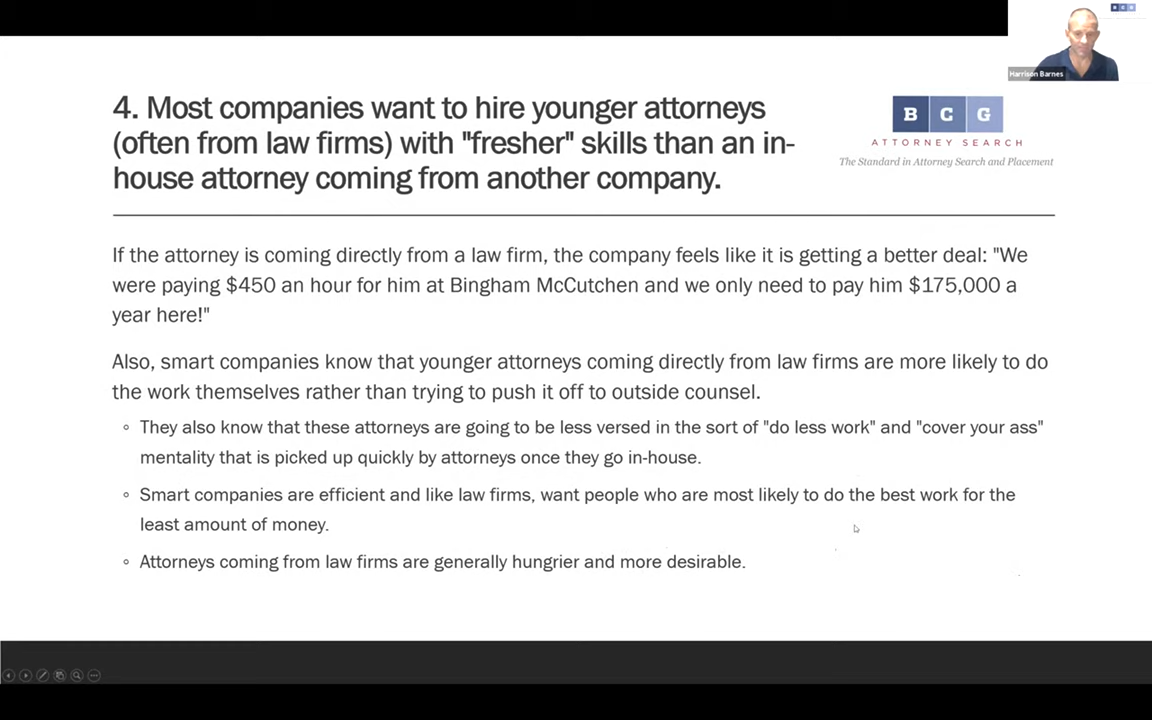 B C G
Harrison Barnes
4. Most companies want to hire younger attorneys
(often from law firms) with "fresher" skills than an in-
house attorney coming from another company.
B C G
ATTORNEY SEARCH
The Standard in Attorney Search and Placement
If the attorney is coming directly from a law firm, the company feels like it is getting a better deal: "We
were paying $450 an hour for him at Bingham McCutchen and we only need to pay him $175,000 a
year here!"
Also, smart companies know that younger attorneys coming directly from law firms are more likely to do
the work themselves rather than trying to push it off to outside counsel.
◦ They also know that these attorneys are going to be less versed in the sort of "do less work" and "cover your ass"
mentality that is picked up quickly by attorneys once they go in-house.
◦ Smart companies are efficient and like law firms, want people who are most likely to do the best work for the
least amount of money.
◦ Attorneys coming from law firms are generally hungrier and more desirable.